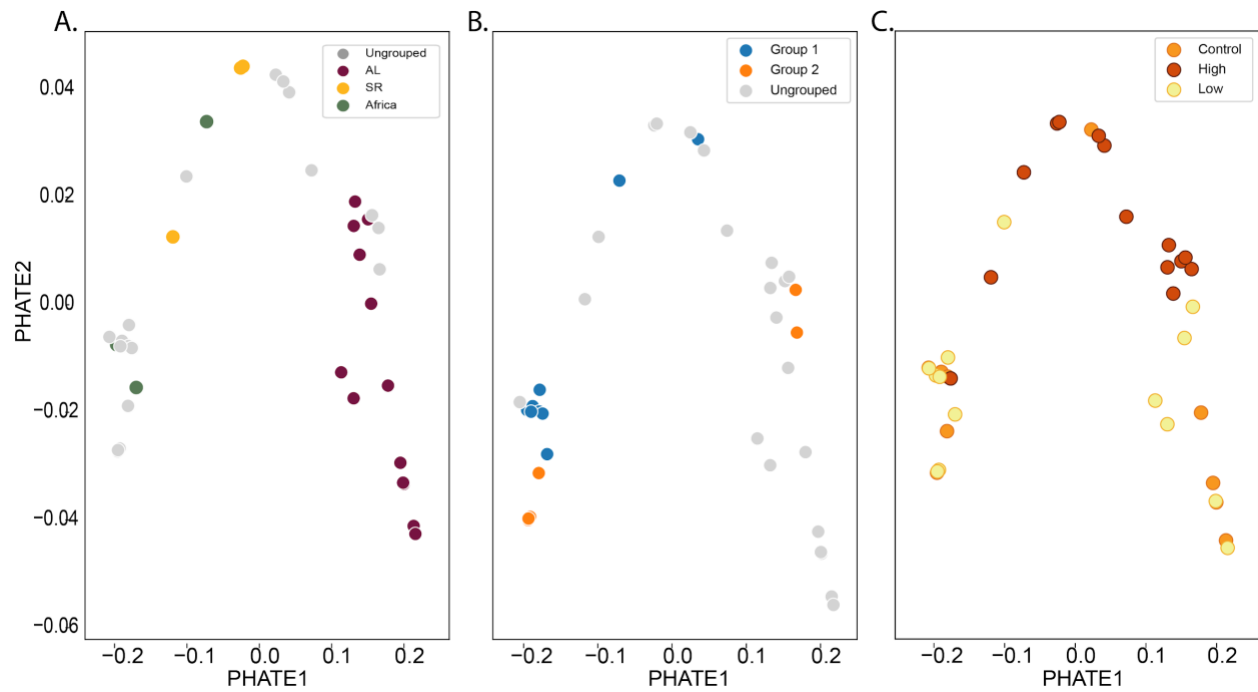 A.
Ungrouped
AL
SR
Africa
0.04
0.02
0.00
−0.02
−0.04
−0.06
PHATE2
−0.2
−0.1
0.0
0.1
0.2
PHATE1
B.
Group 1
Group 2
Ungrouped
−0.2
−0.1
0.0
0.1
0.2
PHATE1
C.
Control
High
Low
−0.2
−0.1
0.0
0.1
0.2
PHATE1